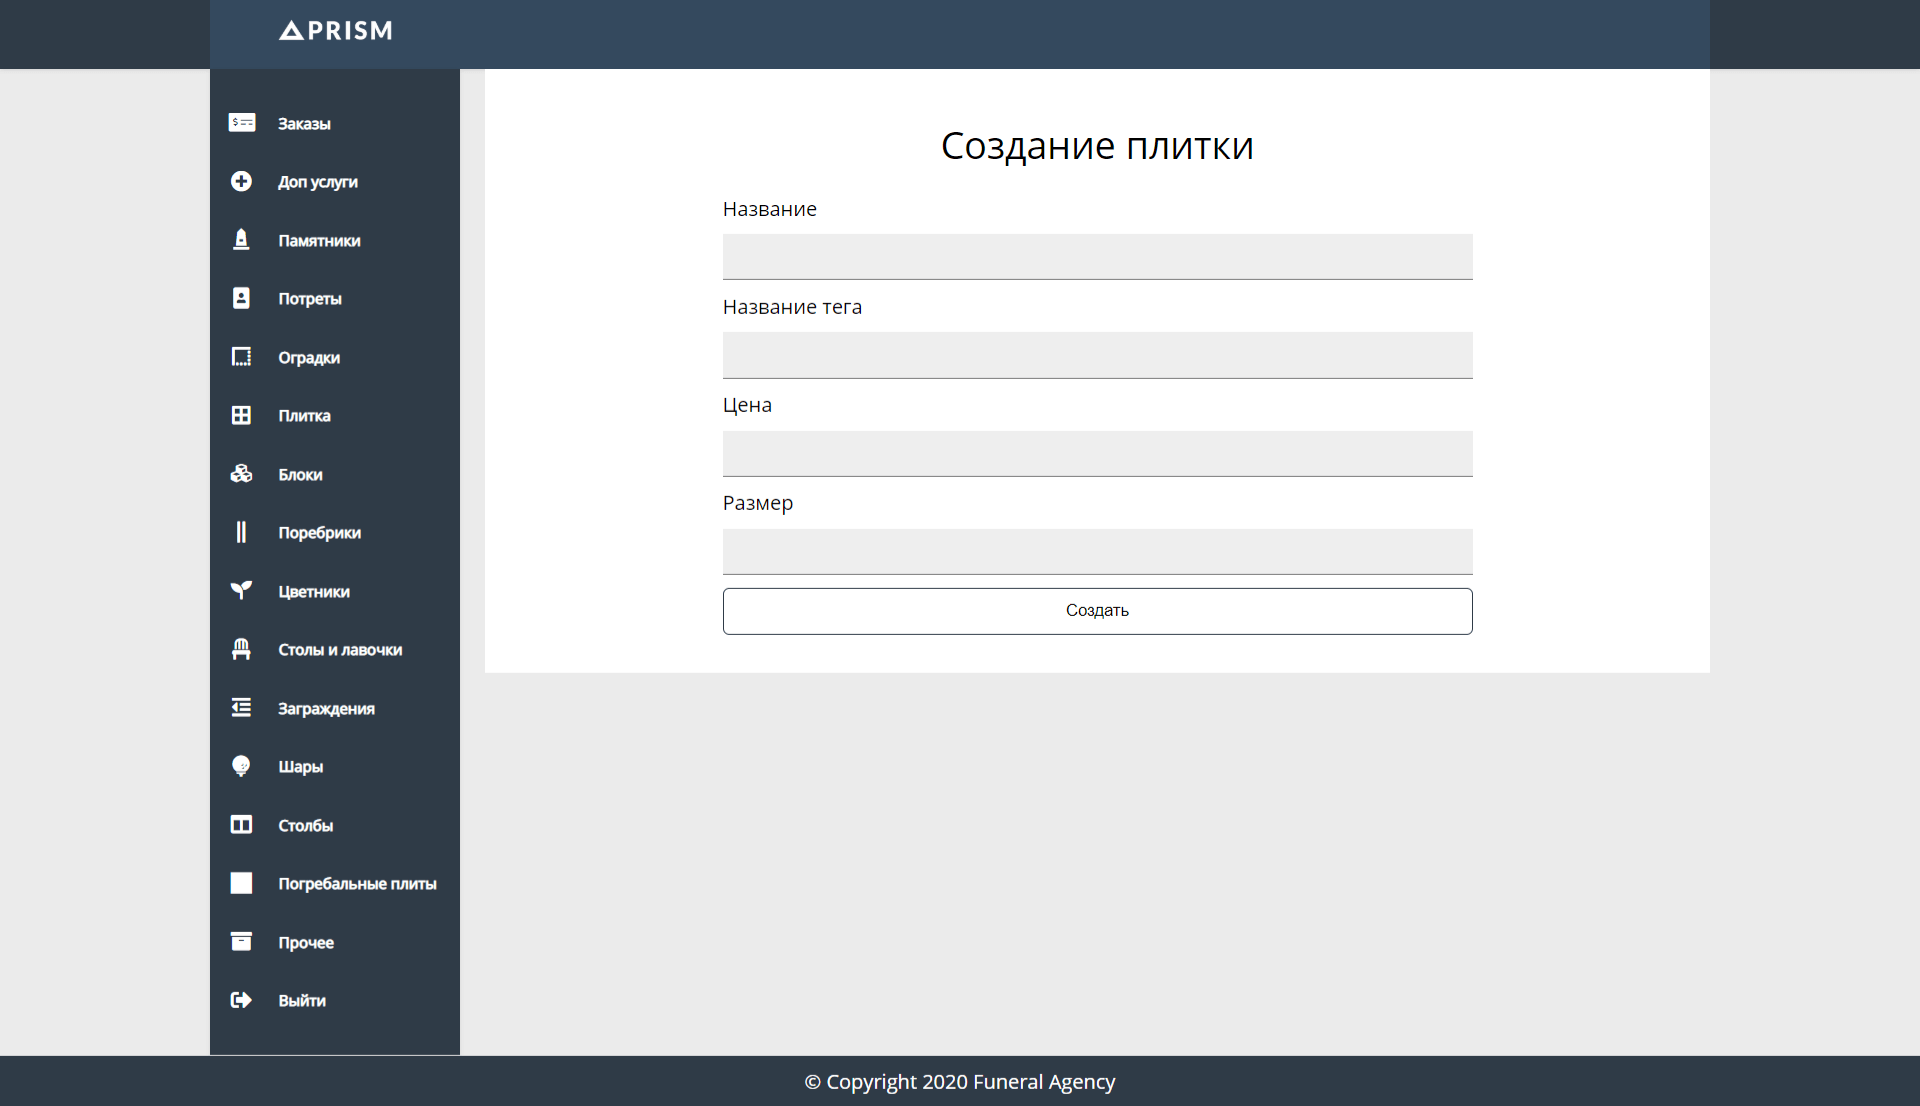 PRISM
Заказы
Доп услуги
Памятники
Потреты
Оградки
Плитка
Блоки
Поребрики
Цветники
Столы и лавочки
Заграждения
Шары
Столбы
Погребальные плиты
Прочее
Выйти
Создание плитки
Название
Название тега
Цена
Размер
Создать
© Copyright 2020 Funeral Agency